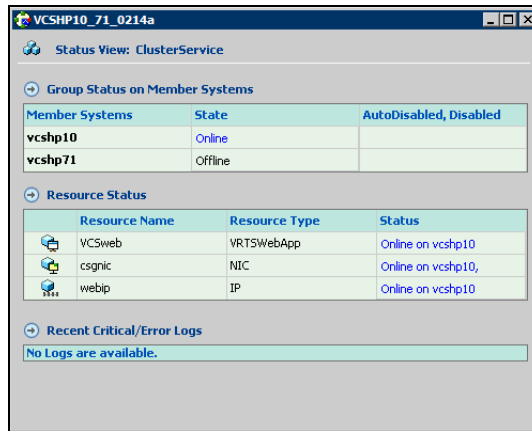 VCSHP10_71_0214a
Status View: ClusterService
Group Status on Member Systems
Member Systems State AutoDisabled, Disabled
vcshp10 Online
vcshp71 Offline
Resource Status
Resource Name Resource Type Status
VCSweb VRTSWebApp Online on vcshp10
csgnic NIC Online on vcshp10,
webip IP Online on vcshp10
Recent Critical/Error Logs
No Logs are available.